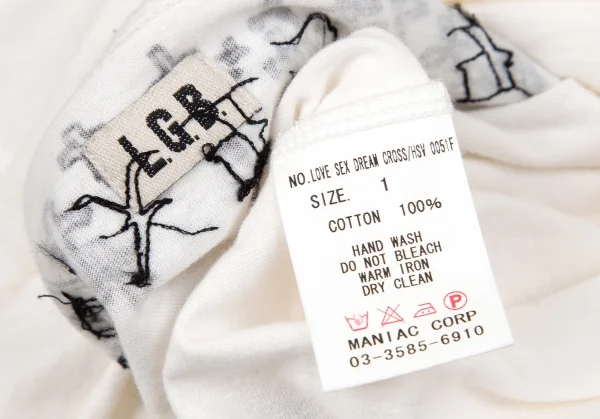 L.G.B.
NO.LOVE SEX DREAM CROSS/HSV 0051F
SIZE. 1
COTTON 100%
HAND WASH
DO NOT BLEACH
WARM IRON
DRY CLEAN
P
MANIAC CORP
03-3585-6910